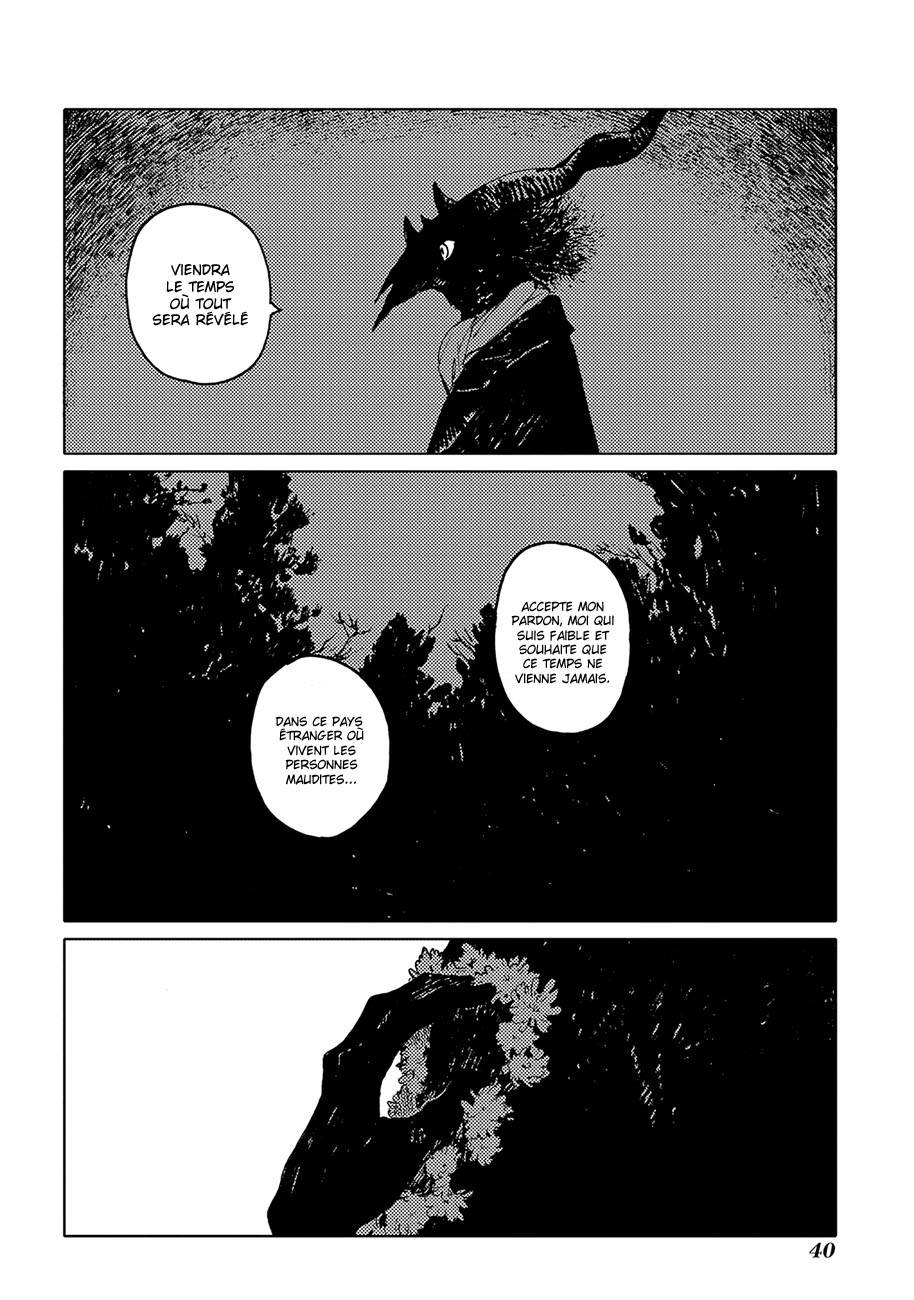 VIENDRA
LE TEMPS
OÙ TOUT
SERA RÉVÉLÉ
ACCEPTE MON
PARDON, MOI QUI
SUIS FAIBLE ET
SOUHAITE QUE
CE TEMPS NE
VIENNE JAMAIS.
DANS CE PAYS
ÉTRANGER OÙ
VIVENT LES
PERSONNES
MAUDITES...
40